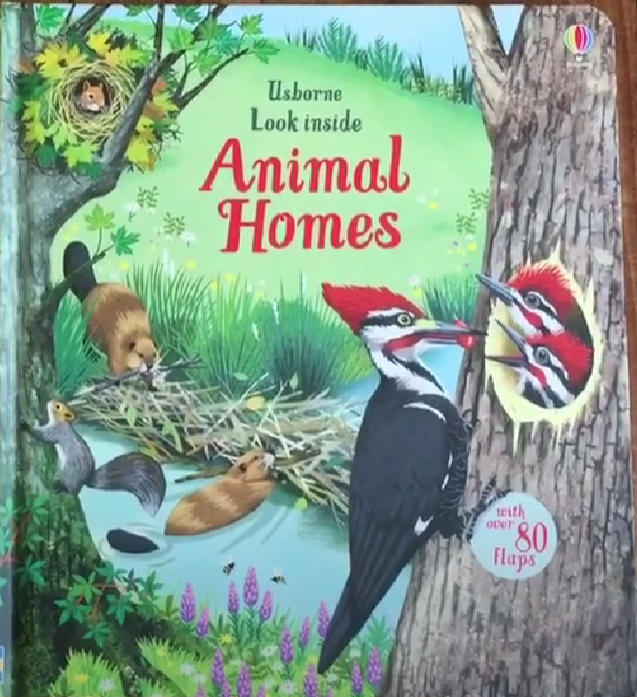 Usborne
Look inside
Animal
Homes
with
over 80
flaps